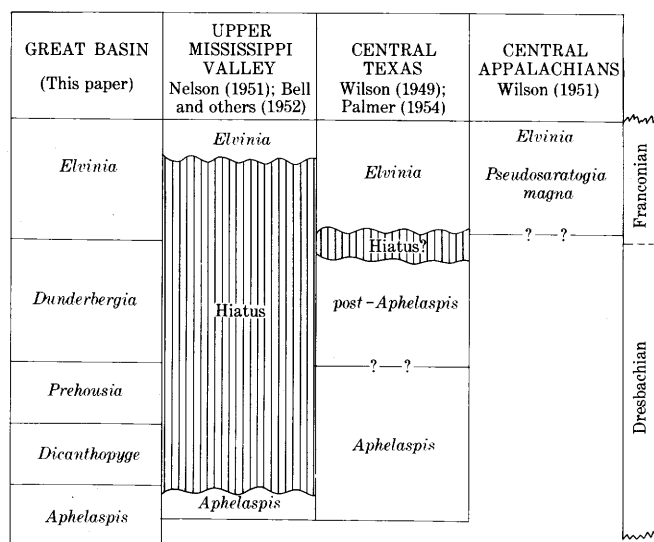 GREAT BASIN
(This paper)
UPPER
MISSISSIPPI
VALLEY
Nelson (1951); Bell
and others (1952)
CENTRAL
TEXAS
Wilson (1949);
Palmer (1954)
CENTRAL
APPALACHIANS
Wilson (1951)
Elvinia
Dunderbergia
Prehousia
Dicanthopyge
Aphelaspis
Elvinia
Hiatus
Aphelaspis
Elvinia
Hiatus?
post-Aphelaspis
? ?
Aphelaspis
Elvinia
Pseudosaratogia
magna
? ?
Franconian
Dresbachian